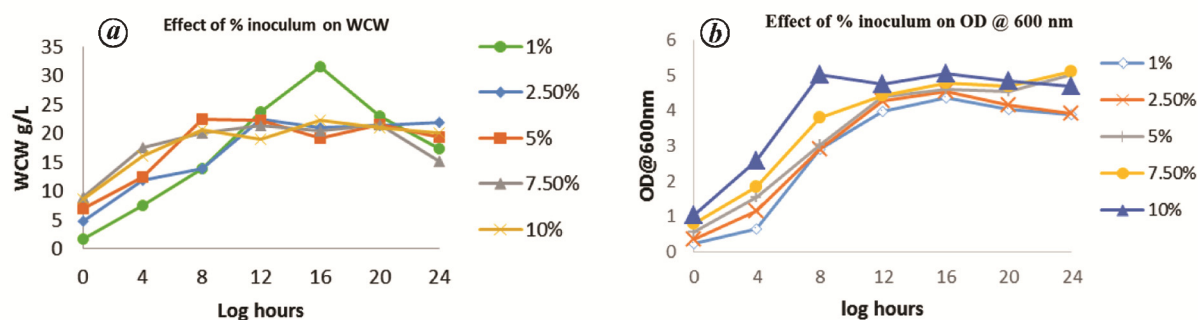 a
Effect of % inoculum on WCW
35
30
25
20
15
10
5
0
WCW g/L
0 4 8 12 16 20 24
Log hours
1%
2.50%
5%
7.50%
10%
b
Effect of % inoculum on OD @ 600 nm
6
5
4
3
2
1
0
OD@600nm
0 4 8 12 16 20 24
log hours
1%
2.50%
5%
7.50%
10%